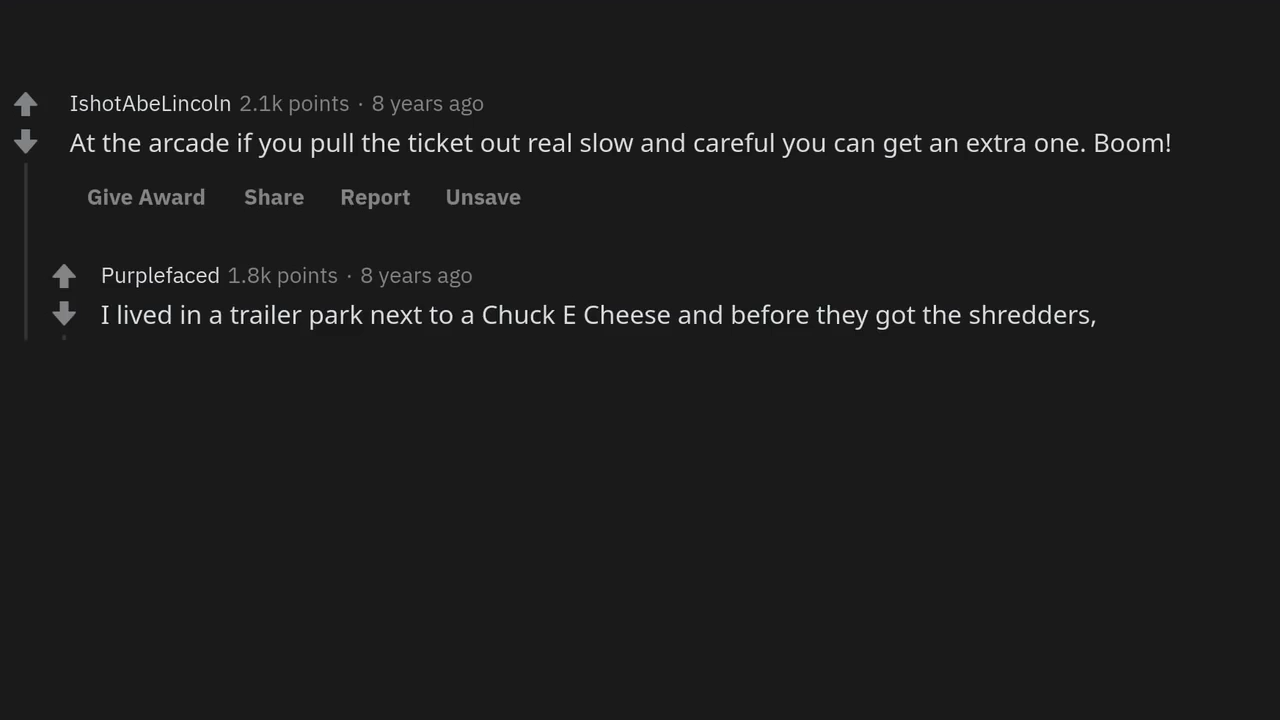 IshotAbeLincoln 2.1k points · 8 years ago
At the arcade if you pull the ticket out real slow and careful you can get an extra one. Boom!
Give Award Share Report Unsave
Purplefaced 1.8k points · 8 years ago
I lived in a trailer park next to a Chuck E Cheese and before they got the shredders,